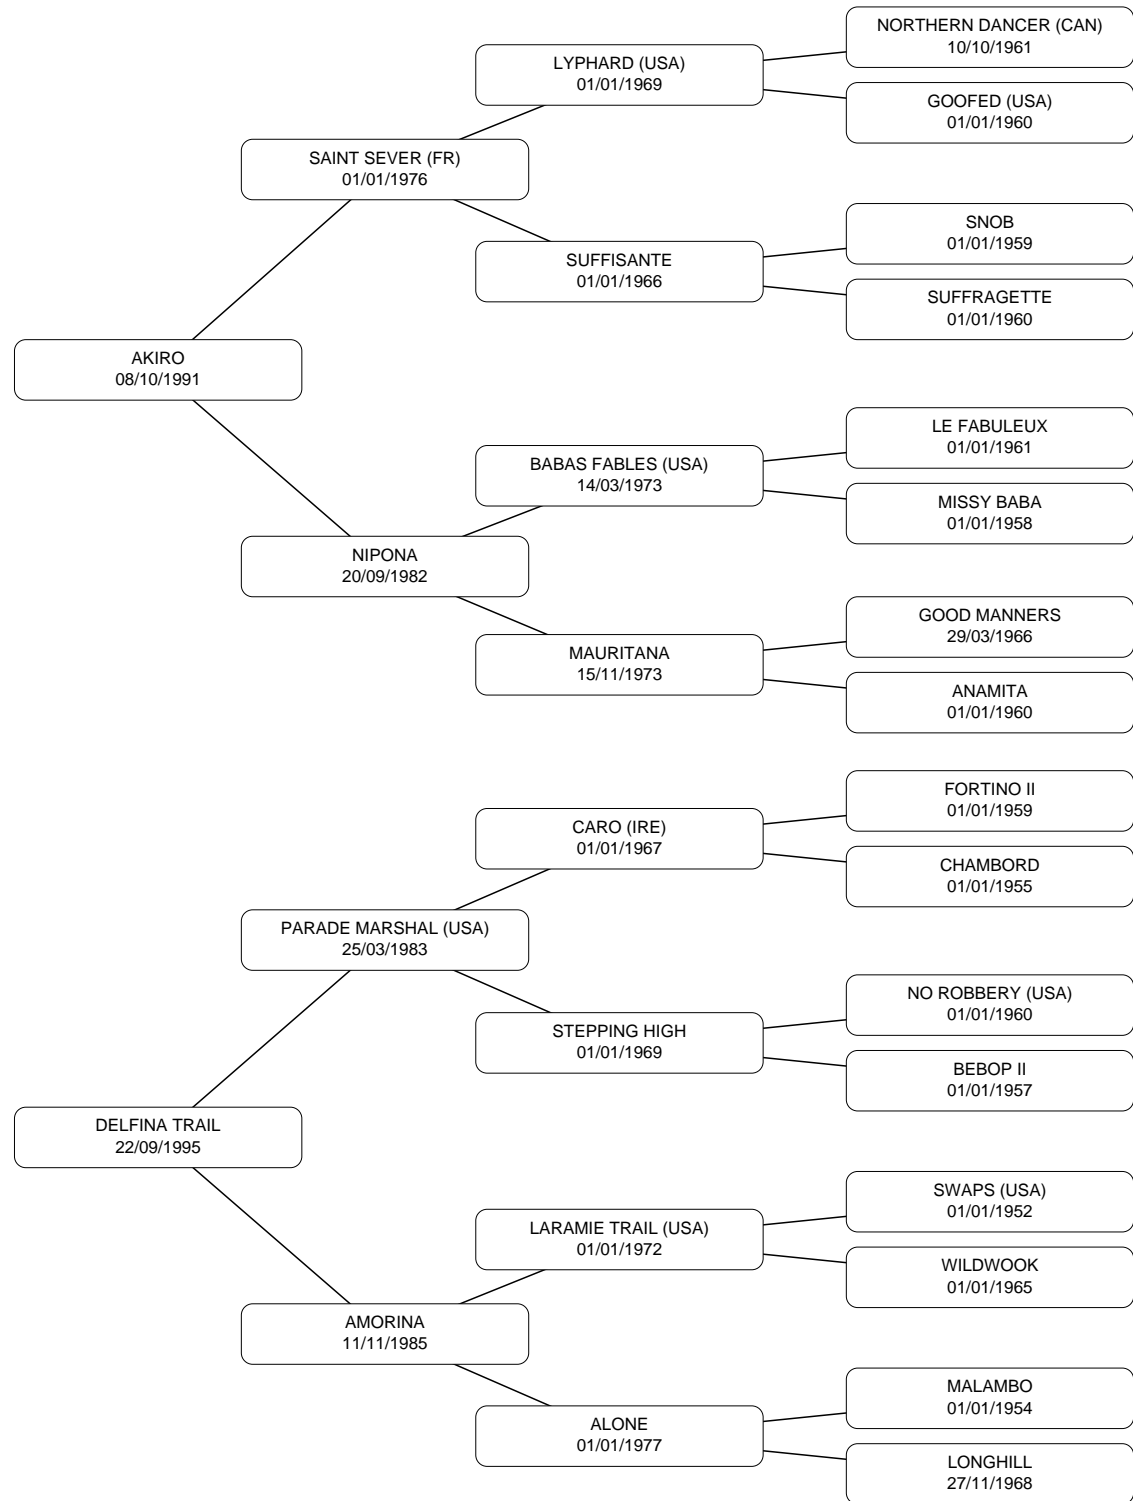 NORTHERN DANCER (CAN)
10/10/1961
LYPHARD (USA)
01/01/1969
GOOFED (USA)
01/01/1960
SAINT SEVER (FR)
01/01/1976
SNOB
01/01/1959
SUFFISANTE
01/01/1966
SUFFRAGETTE
01/01/1960
AKIRO
08/10/1991
LE FABULEUX
01/01/1961
BABAS FABLES (USA)
14/03/1973
MISSY BABA
01/01/1958
NIPONA
20/09/1982
GOOD MANNERS
29/03/1966
MAURITANA
15/11/1973
ANAMITA
01/01/1960
FORTINO II
01/01/1959
CARO (IRE)
01/01/1967
CHAMBORD
01/01/1955
PARADE MARSHAL (USA)
25/03/1983
NO ROBBERY (USA)
01/01/1960
STEPPING HIGH
01/01/1969
BEBOP II
01/01/1957
DELFINA TRAIL
22/09/1995
SWAPS (USA)
01/01/1952
LARAMIE TRAIL (USA)
01/01/1972
WILDWOOK
01/01/1965
AMORINA
11/11/1985
MALAMBO
01/01/1954
ALONE
01/01/1977
LONGHILL
27/11/1968